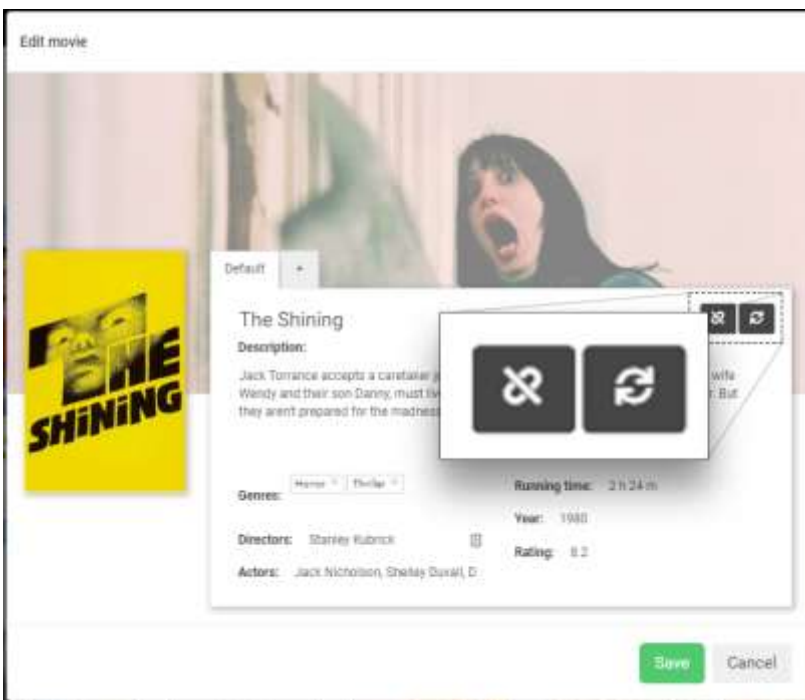 Edit movie
Default +
The Shining
Description:
Jack Torrance accepts a caretaker wife
Wendy and their son Danny, must But
they aren't prepared for the madness
THE
SHiNiNG
Genres: Horror × Thriller ×
Running time: 2 h 24 m
Year: 1980
Directors: Stanley Kubrick
Rating: 8.2
Actors: Jack Nicholson, Shelley Duvall, D
Save Cancel